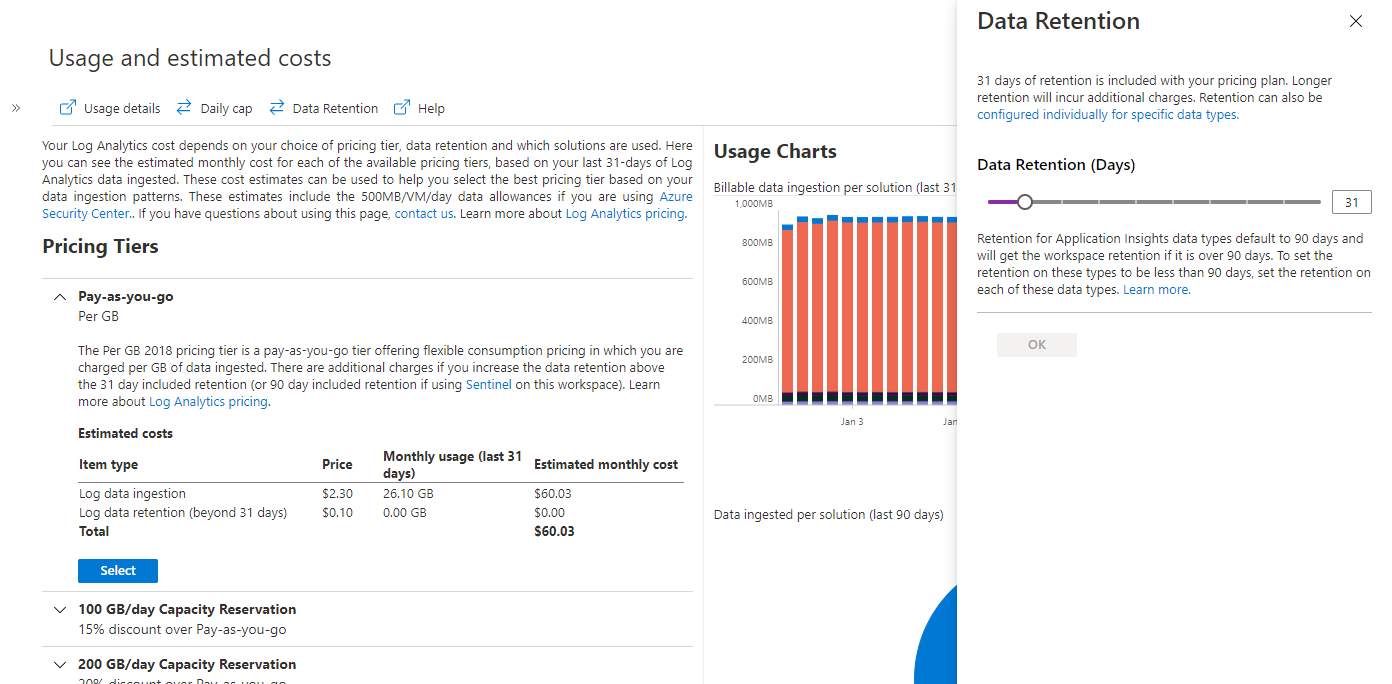 Usage and estimated costs
Usage details
Daily cap
Data Retention
Help
Your Log Analytics cost depends on your choice of pricing tier, data retention and which solutions are used. Here
you can see the estimated monthly cost for each of the available pricing tiers, based on your last 31-days of Log
Analytics data ingested. These cost estimates can be used to help you select the best pricing tier based on your
data ingestion patterns. These estimates include the 500MB/VM/day data allowances if you are using Azure
Security Center.. If you have questions about using this page, contact us. Learn more about Log Analytics pricing.
Pricing Tiers
Pay-as-you-go
Per GB
The Per GB 2018 pricing tier is a pay-as-you-go tier offering flexible consumption pricing in which you are
charged per GB of data ingested. There are additional charges if you increase the data retention above
the 31 day included retention (or 90 day included retention if using Sentinel on this workspace). Learn
more about Log Analytics pricing.
Estimated costs
Item type Price Monthly usage (last 31 days) Estimated monthly cost
Log data ingestion $2.30 26.10 GB $60.03
Log data retention (beyond 31 days) $0.10 0.00 GB $0.00
Total $60.03
Select
100 GB/day Capacity Reservation
15% discount over Pay-as-you-go
200 GB/day Capacity Reservation
20% discount over Pay-as-you-go
Usage Charts
Billable data ingestion per solution (last 31
1,000MB
800MB
600MB
400MB
200MB
0MB
Jan 3
Jan
Data ingested per solution (last 90 days)
Data Retention
31 days of retention is included with your pricing plan. Longer
retention will incur additional charges. Retention can also be
configured individually for specific data types.
Data Retention (Days)
31
Retention for Application Insights data types default to 90 days and
will get the workspace retention if it is over 90 days. To set the
retention on these types to be less than 90 days, set the retention on
each of these data types. Learn more.
OK